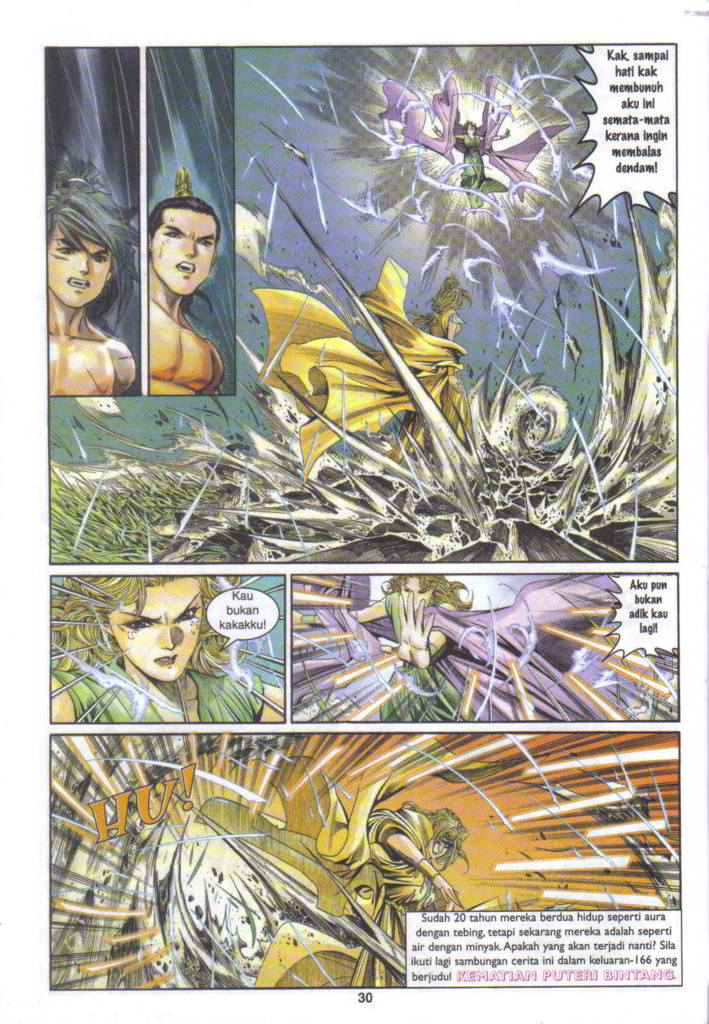 Kak, sampai
hati kak
membunuh
aku ini
semata-mata
kerana ingin
membalas
dendam!
Kau
bukan
kakakku!
Aku pun
bukan
adik kau
lagi!
HU!
Sudah 20 tahun mereka berdua hidup seperti aura
dengan tebing, tetapi sekarang mereka adalah seperti
air dengan minyak. Apakah yang akan terjadi nanti? Sila
ikuti lagi sambungan cerita ini dalam keluaran-166 yang
berjudul KEMATIAN PUTERI BINTANG.
30